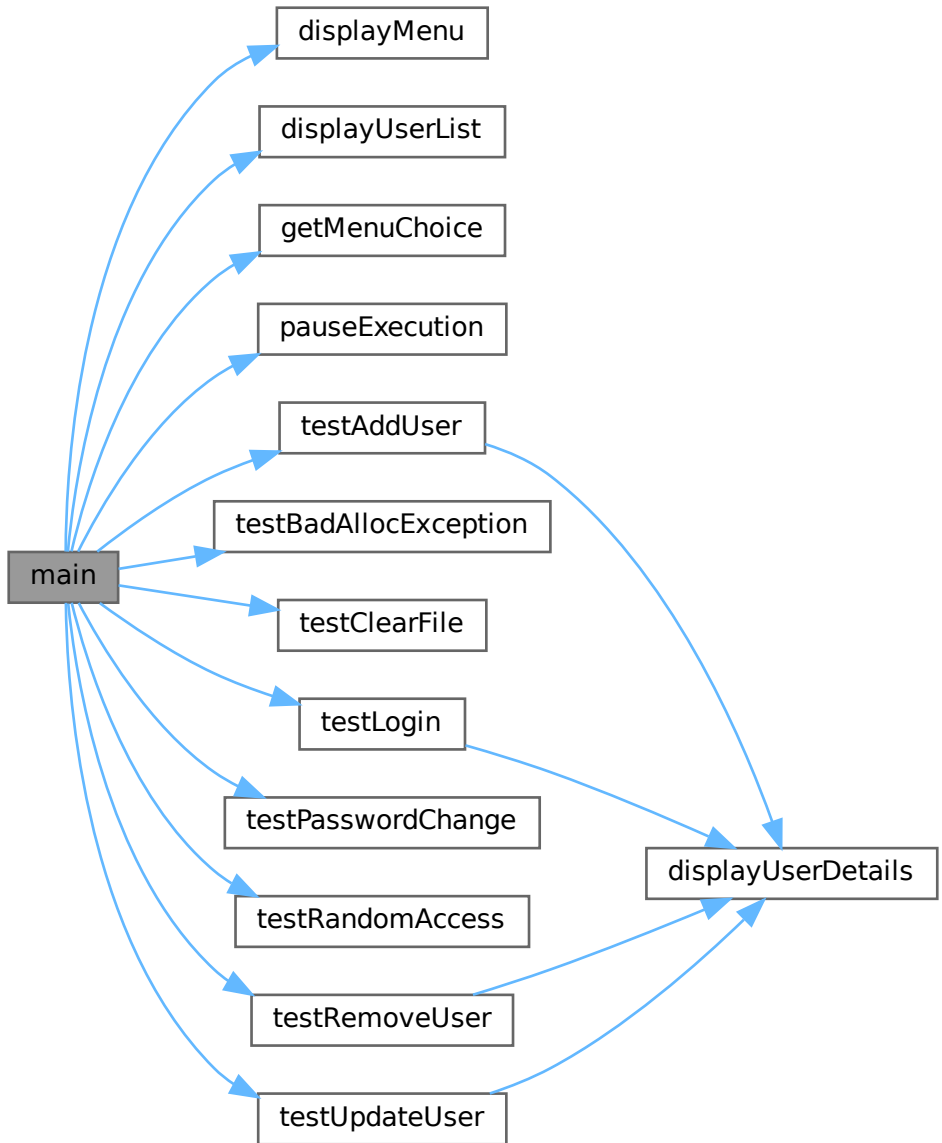 displayMenu
displayUserList
getMenuChoice
pauseExecution
testAddUser
testBadAllocException
main
testClearFile
testLogin
testPasswordChange
displayUserDetails
testRandomAccess
testRemoveUser
testUpdateUser